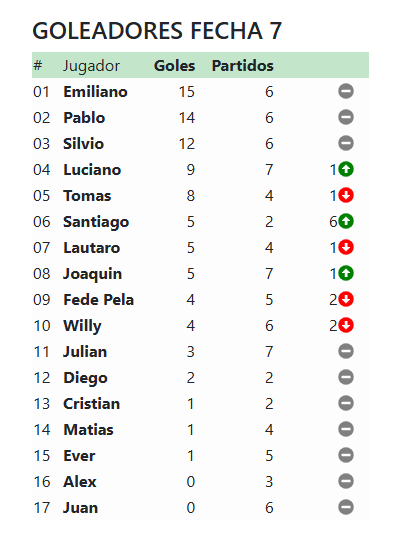 GOLEADORES FECHA 7
# Jugador Goles Partidos
01 Emiliano 15 6
02 Pablo 14 6
03 Silvio 12 6
04 Luciano 9 7 1
05 Tomas 8 4 1
06 Santiago 5 2 6
07 Lautaro 5 4 1
08 Joaquin 5 7 1
09 Fede Pela 4 5 2
10 Willy 4 6 2
11 Julian 3 7
12 Diego 2 2
13 Cristian 1 2
14 Matias 1 4
15 Ever 1 5
16 Alex 0 3
17 Juan 0 6